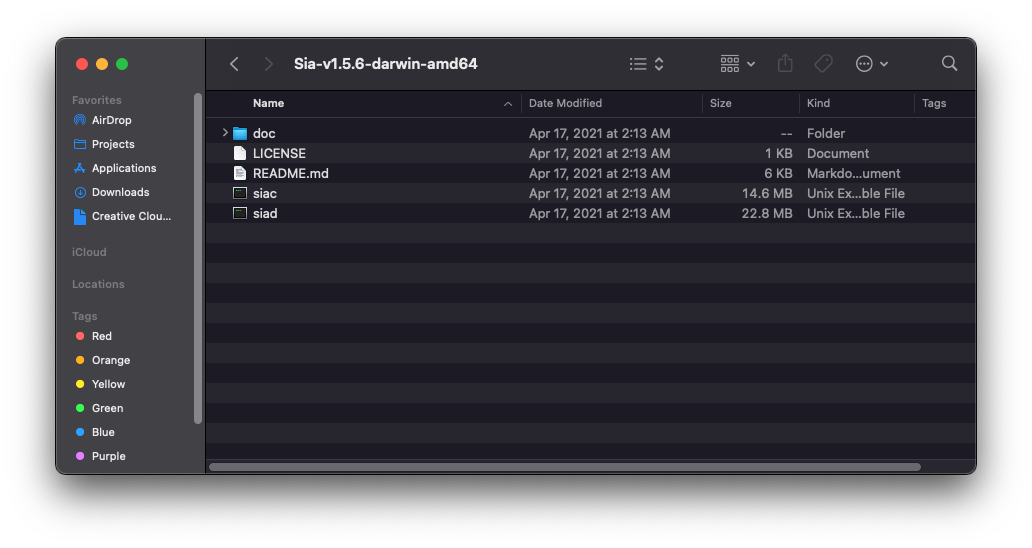 Sia-v1.5.6-darwin-amd64
Favorites
AirDrop
Projects
Applications
Downloads
Creative Clou...
iCloud
Locations
Tags
Red
Orange
Yellow
Green
Blue
Purple
Name Date Modified Size Kind Tags
doc Apr 17, 2021 at 2:13 AM -- Folder
LICENSE Apr 17, 2021 at 2:13 AM 1 KB Document
README.md Apr 17, 2021 at 2:13 AM 6 KB Markdo...ument
siac Apr 17, 2021 at 2:13 AM 14.6 MB Unix Ex...ble File
siad Apr 17, 2021 at 2:13 AM 22.8 MB Unix Ex...ble File